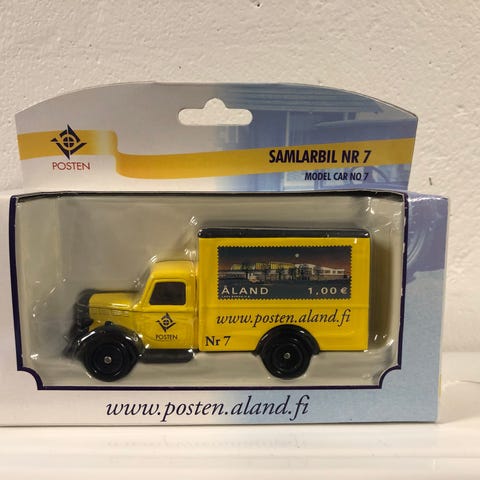 POSTEN
SAMLARBIL NR 7
MODEL CAR NO 7
ÅLAND 1,00€
www.posten.aland.fi
POSTEN
Nr 7
www.posten.aland.fi